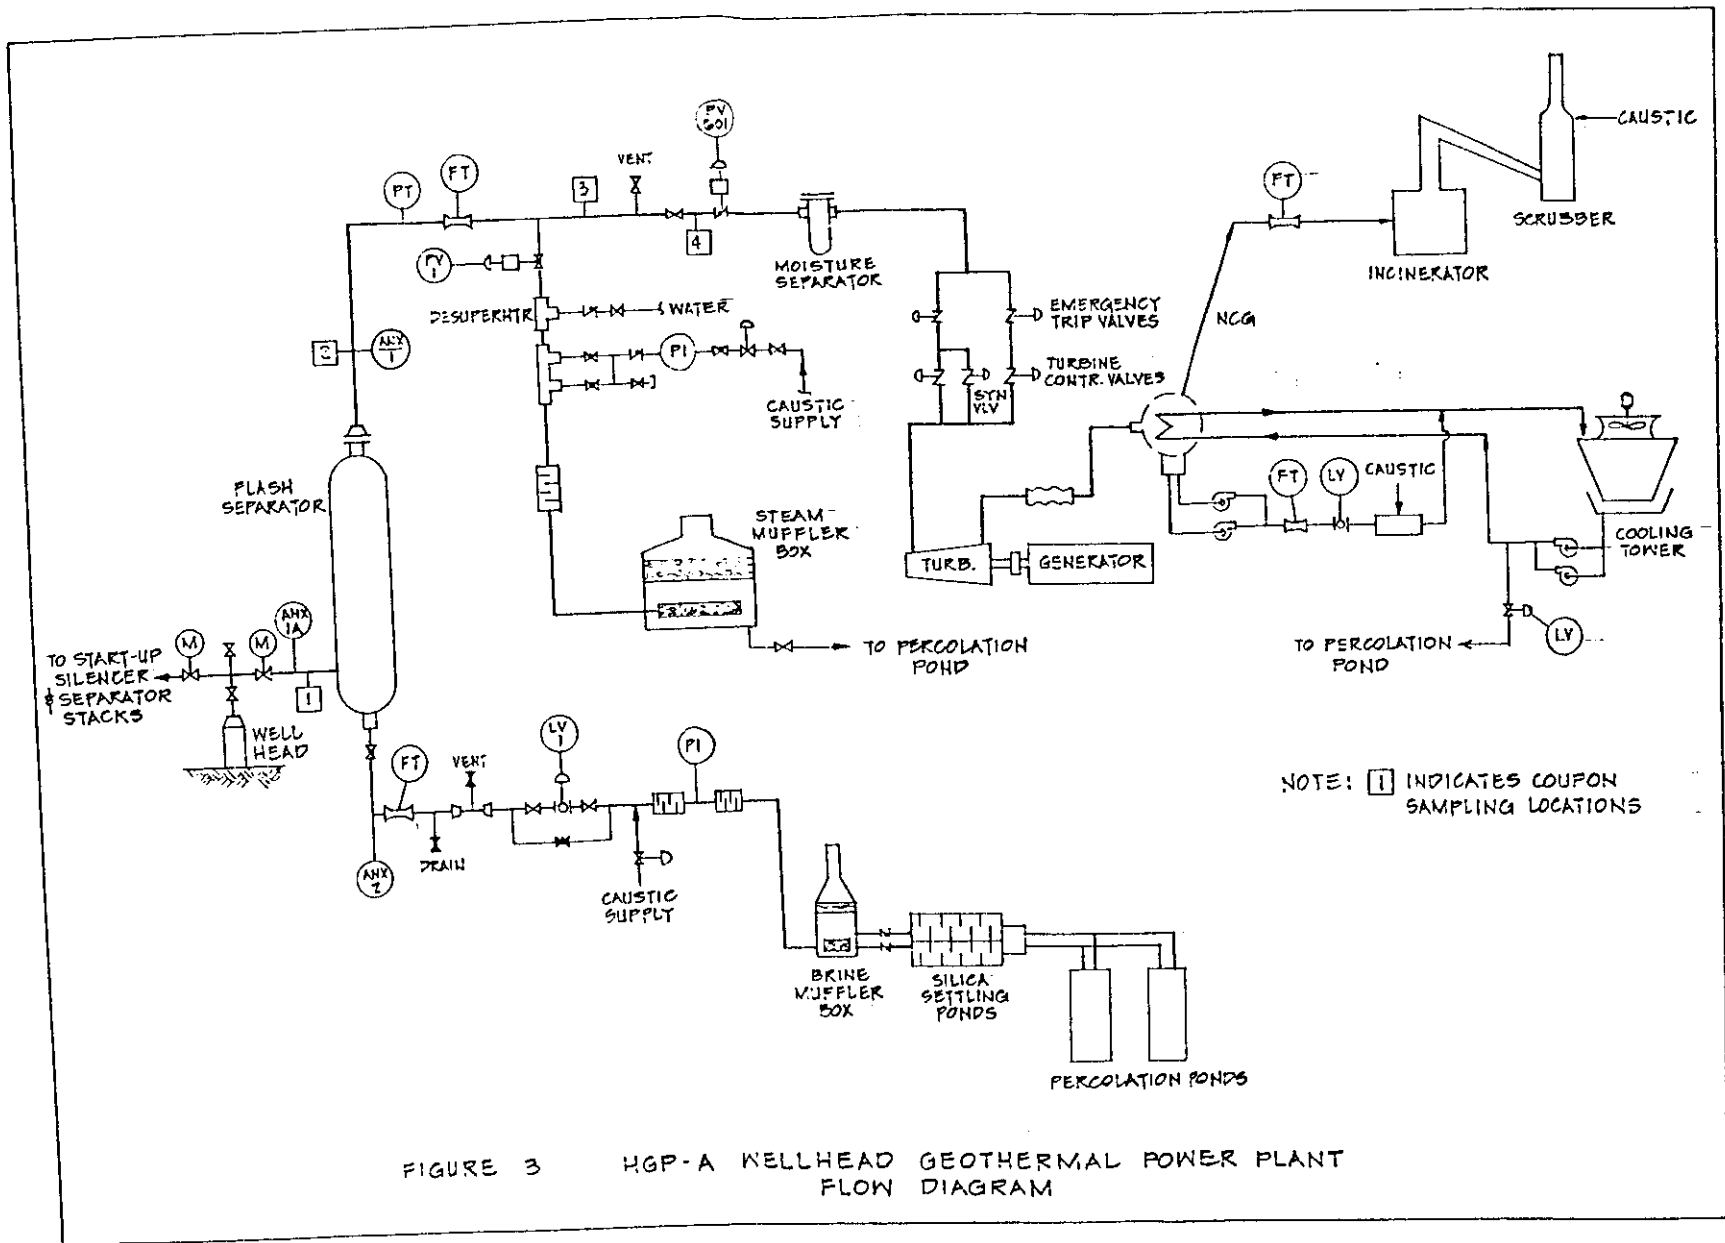 PV
601
CAUSTIC
VENT
FT
PT
3
FT
4
SCRUBBER
MOISTURE
SEPARATOR
INCINERATOR
PV
1
DESUPERHTR
WATER
EMERGENCY
TRIP VALVES
NCG
2
ANX
1
PI
TURBINE
CONTR. VALVES
SYN
VLV
CAUSTIC
SUPPLY
FLASH
SEPARATOR
FT
LV
CAUSTIC
STEAM
MUFFLER
BOX
COOLING
TOWER
TURB.
GENERATOR
ANX
1A
M
M
TO START-UP
SILENCER
& SEPARATOR
STACKS
1
TO PERCOLATION
POND
TO PERCOLATION
POND
LV
WELL
HEAD
LV
1
PI
FT
VENT
NOTE: 1 INDICATES COUPON
SAMPLING LOCATIONS
DRAIN
ANX
2
CAUSTIC
SUPPLY
BRINE
MUFFLER
BOX
SILICA
SETTLING
PONDS
PERCOLATION PONDS
FIGURE 3 HGP-A WELLHEAD GEOTHERMAL POWER PLANT
FLOW DIAGRAM